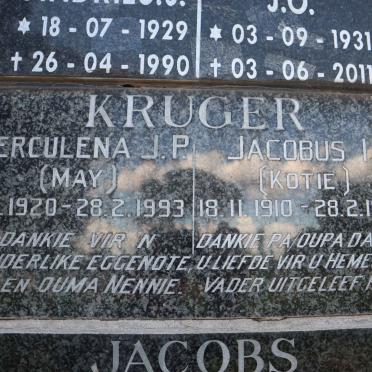 J.O.
* 18 - 07 - 1929 * 03 - 09 - 1931
† 26 - 04 - 1990 † 03 - 06 - 2011
KRUGER
ERCULENA J.P. JACOBUS
(MAY) (KOTIE)
1920 - 28.2.1993 18.11.1910 - 28.2.1
DANKIE VIR 'N DANKIE PA/OUPA DA
DERLIKE EGGENOTE, U LIEFDE VIR U HEME
EN OUMA NENNIE. VADER UITGELEEF H
JACOBS